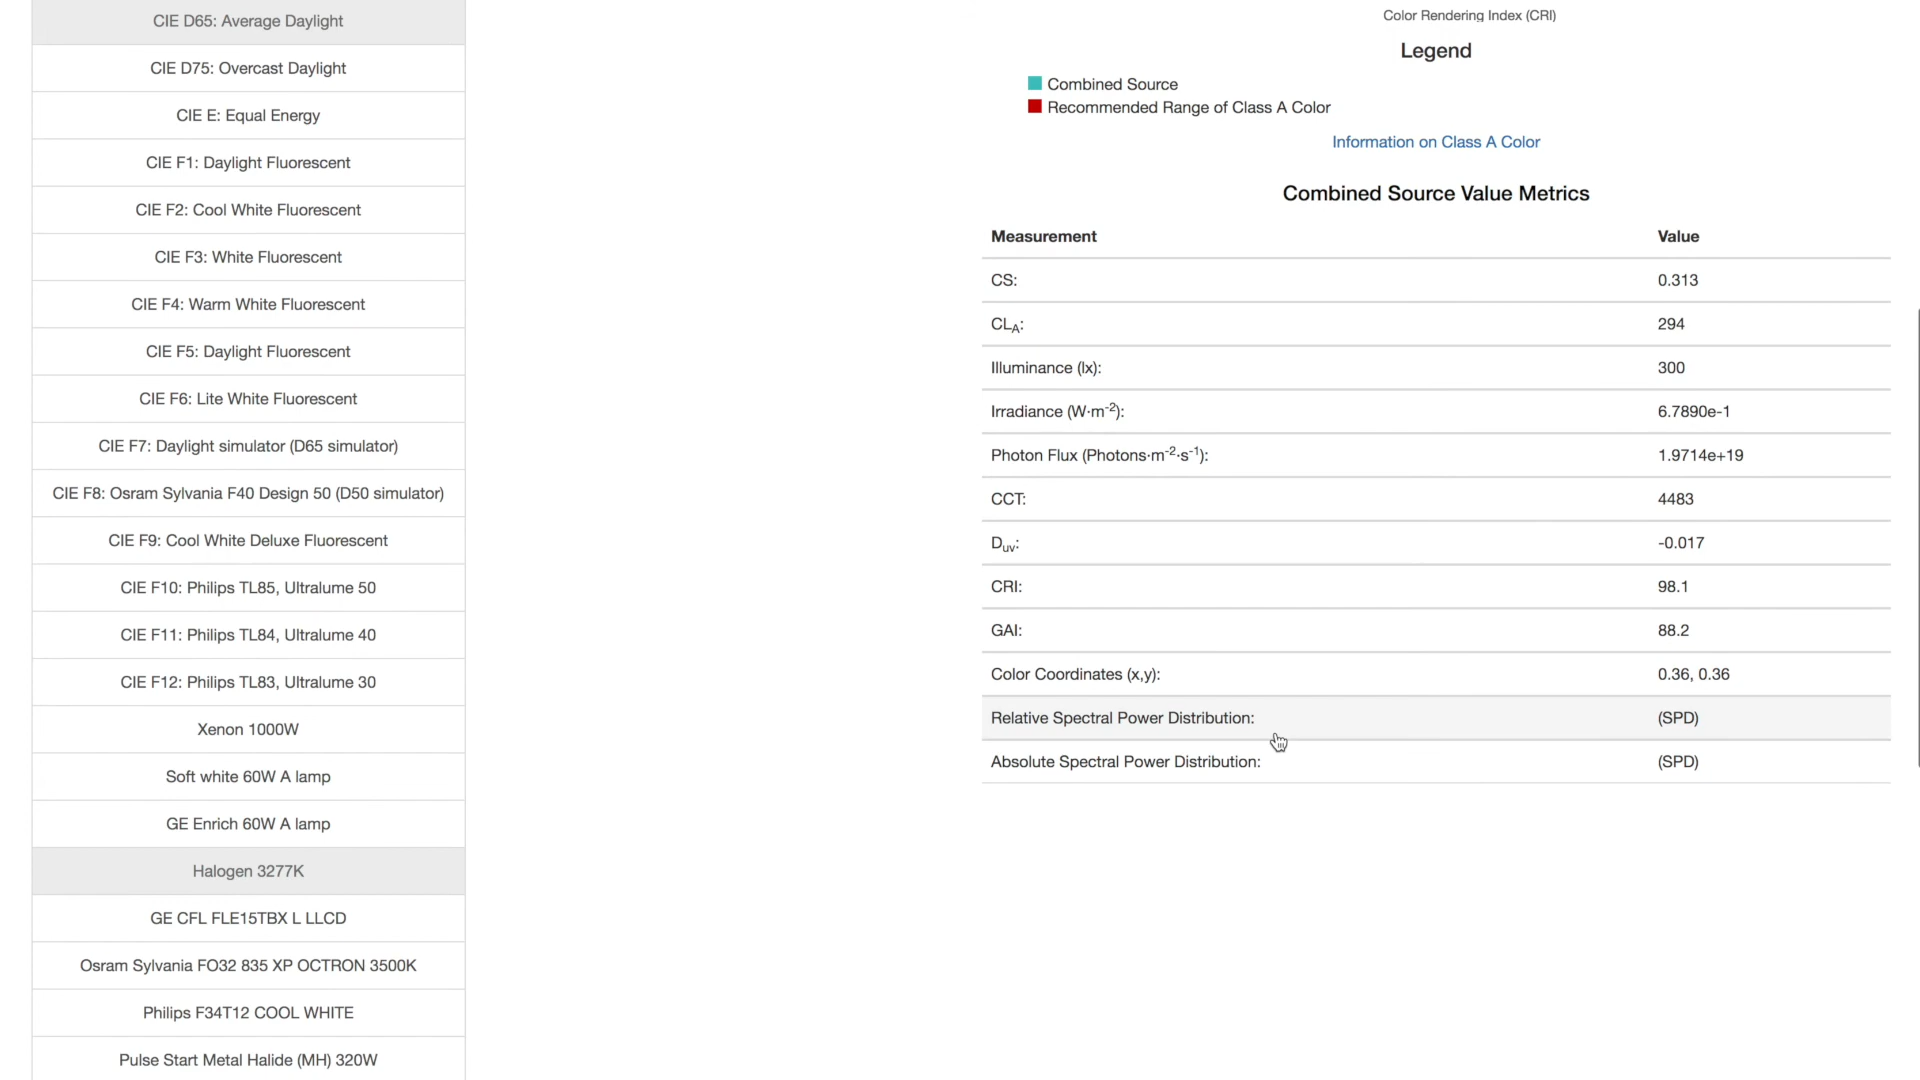 CIE D65: Average Daylight
CIE D75: Overcast Daylight
CIE E: Equal Energy
CIE F1: Daylight Fluorescent
CIE F2: Cool White Fluorescent
CIE F3: White Fluorescent
CIE F4: Warm White Fluorescent
CIE F5: Daylight Fluorescent
CIE F6: Lite White Fluorescent
CIE F7: Daylight simulator (D65 simulator)
CIE F8: Osram Sylvania F40 Design 50 (D50 simulator)
CIE F9: Cool White Deluxe Fluorescent
CIE F10: Philips TL85, Ultralume 50
CIE F11: Philips TL84, Ultralume 40
CIE F12: Philips TL83, Ultralume 30
Xenon 1000W
Soft white 60W A lamp
GE Enrich 60W A lamp
Halogen 3277K
GE CFL FLE15TBX L LLCD
Osram Sylvania FO32 835 XP OCTRON 3500K
Philips F34T12 COOL WHITE
Pulse Start Metal Halide (MH) 320W
Color Rendering Index (CRI)
Legend
Combined Source
Recommended Range of Class A Color
Information on Class A Color
Combined Source Value Metrics
Measurement Value
CS: 0.313
CLA: 294
Illuminance (lx): 300
Irradiance (W·m-2): 6.7890e-1
Photon Flux (Photons·m-2·s-1): 1.9714e+19
CCT: 4483
Duv: -0.017
CRI: 98.1
GAI: 88.2
Color Coordinates (x,y): 0.36, 0.36
Relative Spectral Power Distribution: (SPD)
Absolute Spectral Power Distribution: (SPD)